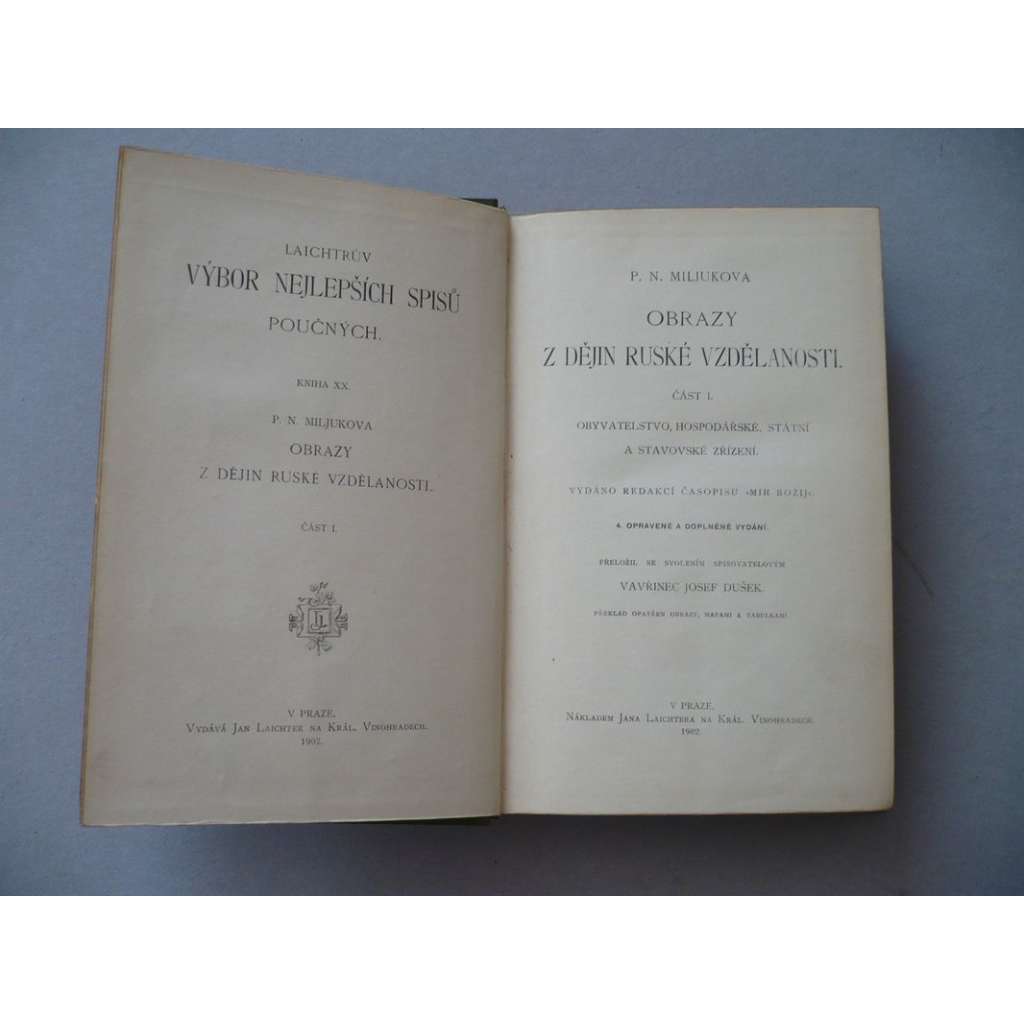 LAICHTRŮV
VÝBOR NEJLEPŠÍCH SPISŮ
POUČNÝCH.
KNIHA XX.
P. N. MILJUKOVA
OBRAZY
Z DĚJIN RUSKÉ VZDĚLANOSTI.
ČÁST I.
JL
V PRAZE.
VYDÁVÁ JAN LAICHTER NA KRÁL. VINOHRADECH.
1902.
P. N. MILJUKOVA
OBRAZY
Z DĚJIN RUSKÉ VZDĚLANOSTI.
ČÁST I.
OBYVATELSTVO, HOSPODÁŘSKÉ, STÁTNÍ
A STAVOVSKÉ ZŘÍZENÍ.
VYDÁNO REDAKCÍ ČASOPISU »MIR BOŽIJ«
4. OPRAVENÉ A DOPLNĚNÉ VYDÁNÍ.
PŘELOŽIL SE SVOLENÍM SPISOVATELOVÝM
VAVŘINEC JOSEF DUŠEK.
PŘEKLAD OPATŘEN OBRAZY, MAPAMI A TABULKAMI
V PRAZE.
NÁKLADEM JANA LAICHTERA NA KRÁL. VINOHRADECH.
1902.